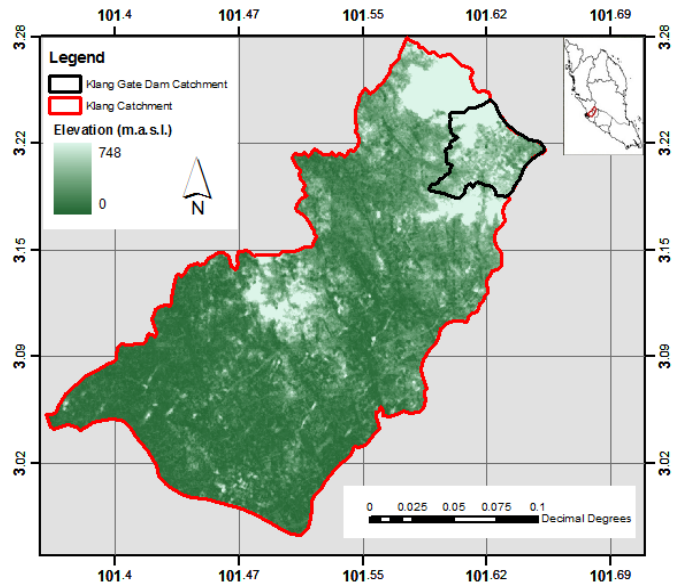 101.4 101.47 101.55 101.62 101.69
3.28
3.22
3.15
3.09
3.02
Legend
Klang Gate Dam Catchment
Klang Catchment
Elevation (m.a.s.l.)
748
0
N
3.28
3.22
3.15
3.09
3.02
0 0.025 0.05 0.075 0.1
Decimal Degrees
101.4 101.47 101.55 101.62 101.69